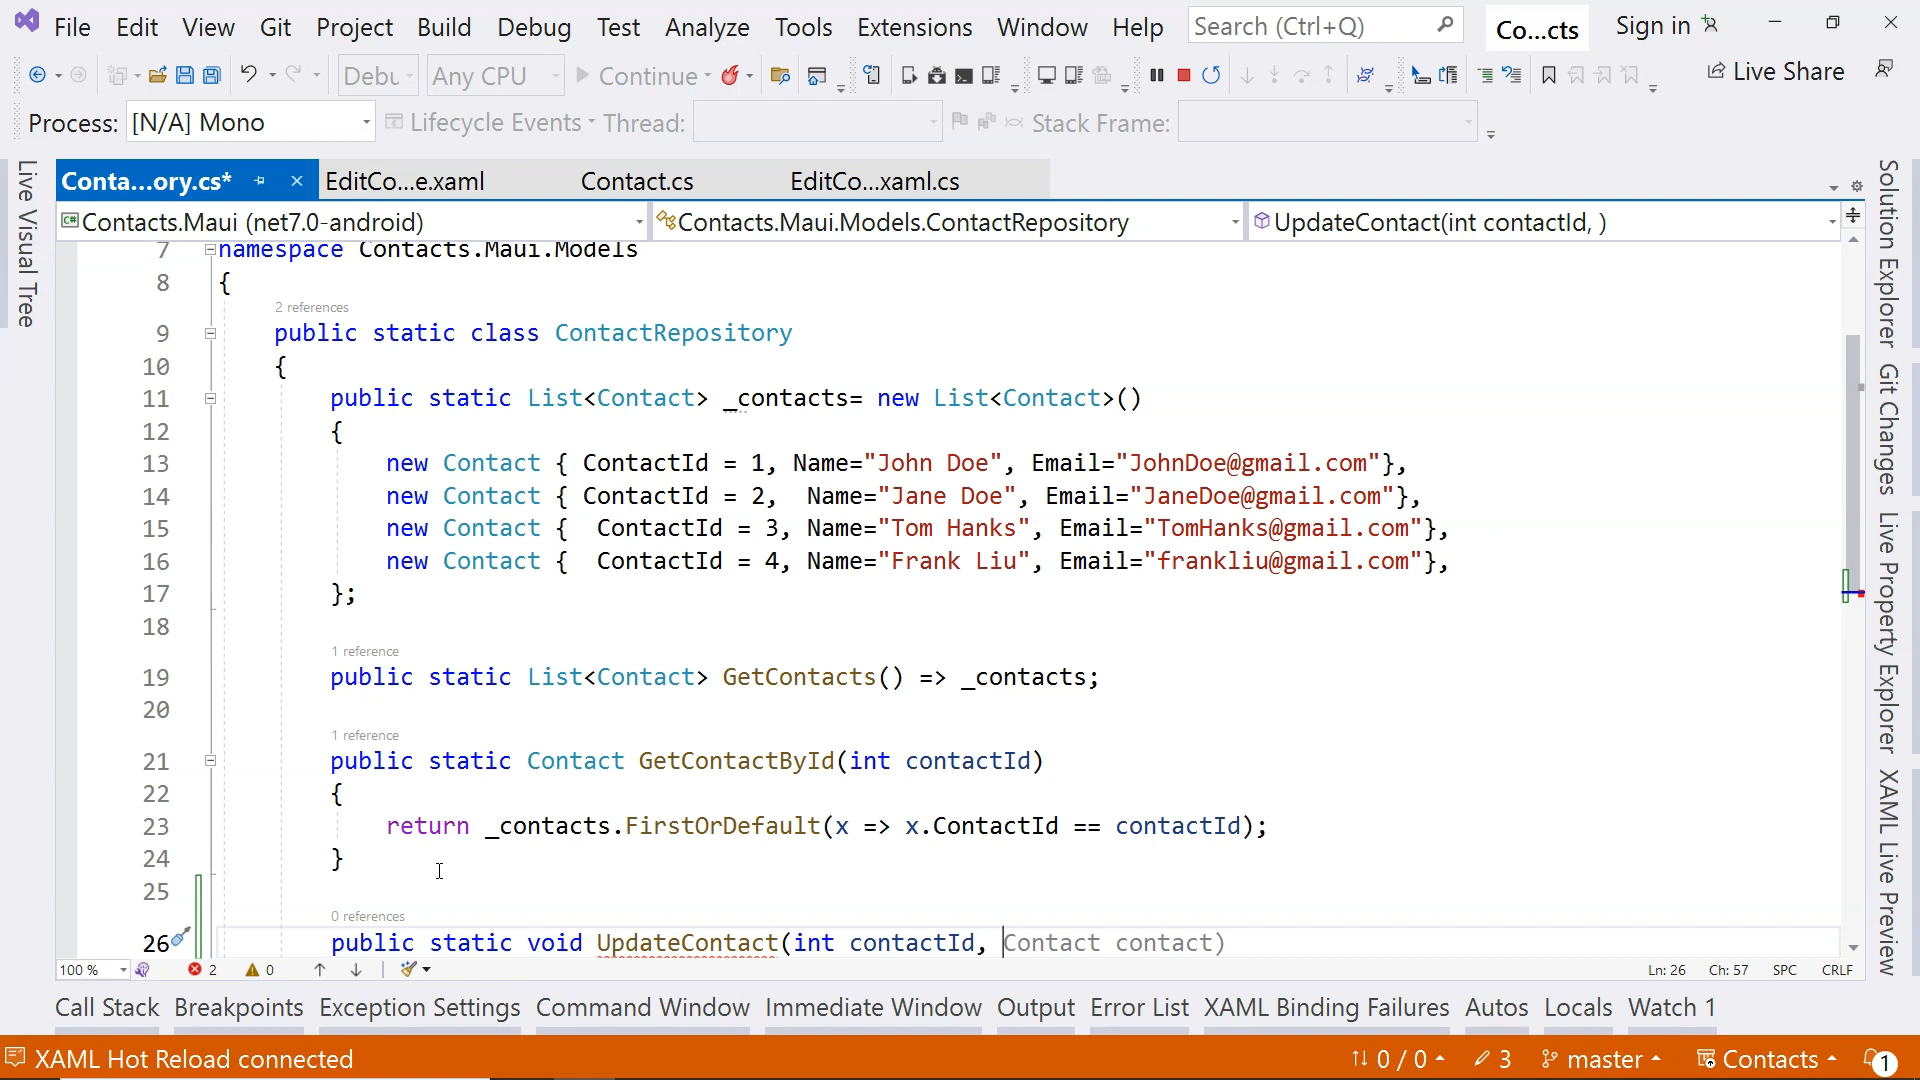 File Edit View Git Project Build Debug Test Analyze Tools Extensions Window Help Search (Ctrl+Q) Co...cts Sign in
Debu Any CPU Continue Live Share
Process: [N/A] Mono Lifecycle Events Thread: Stack Frame:
Conta...ory.cs* EditCo...e.xaml Contact.cs EditCo...xaml.cs
Contacts.Maui (net7.0-android) Contacts.Maui.Models.ContactRepository UpdateContact(int contactId, )
7 namespace Contacts.Maui.Models
8 {
2 references
9 public static class ContactRepository
10 {
11 public static List<Contact> _contacts= new List<Contact>()
12 {
13 new Contact { ContactId = 1, Name="John Doe", Email="JohnDoe@gmail.com"},
14 new Contact { ContactId = 2,  Name="Jane Doe", Email="JaneDoe@gmail.com"},
15 new Contact {  ContactId = 3, Name="Tom Hanks", Email="TomHanks@gmail.com"},
16 new Contact {  ContactId = 4, Name="Frank Liu", Email="frankliu@gmail.com"},
17 };
18
1 reference
19 public static List<Contact> GetContacts() => _contacts;
20
1 reference
21 public static Contact GetContactById(int contactId)
22 {
23 return _contacts.FirstOrDefault(x => x.ContactId == contactId);
24 }
25
0 references
26 public static void UpdateContact(int contactId, Contact contact)
100 % 2 0 Ln: 26 Ch: 57 SPC CRLF
Call Stack Breakpoints Exception Settings Command Window Immediate Window Output Error List XAML Binding Failures Autos Locals Watch 1
XAML Hot Reload connected 0 / 0 3 master Contacts 1
Live Visual Tree
Solution Explorer
Git Changes
Live Property Explorer
XAML Live Preview